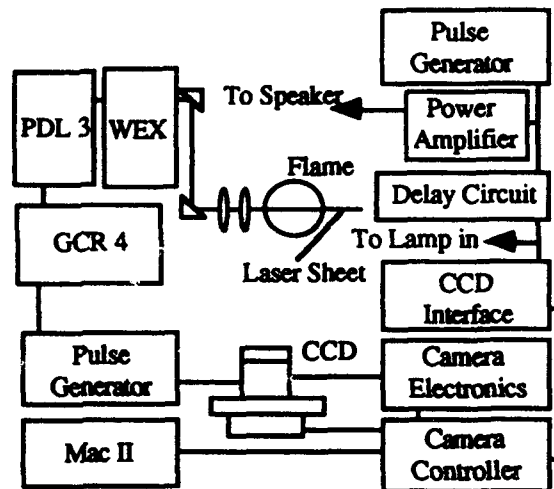 Pulse
Generator
To Speaker
Power
Amplifier
PDL 3
WEX
Flame
Delay Circuit
GCR 4
To Lamp in
Laser Sheet
CCD
Interface
Pulse
Generator
CCD
Camera
Electronics
Mac II
Camera
Controller